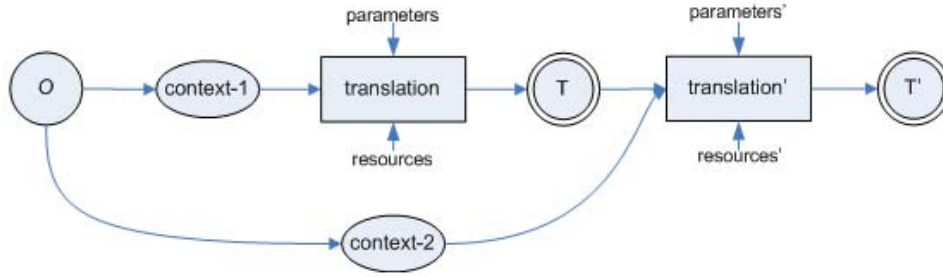 parameters
parameters'
O
context-1
translation
T
translation'
T'
resources
resources'
context-2